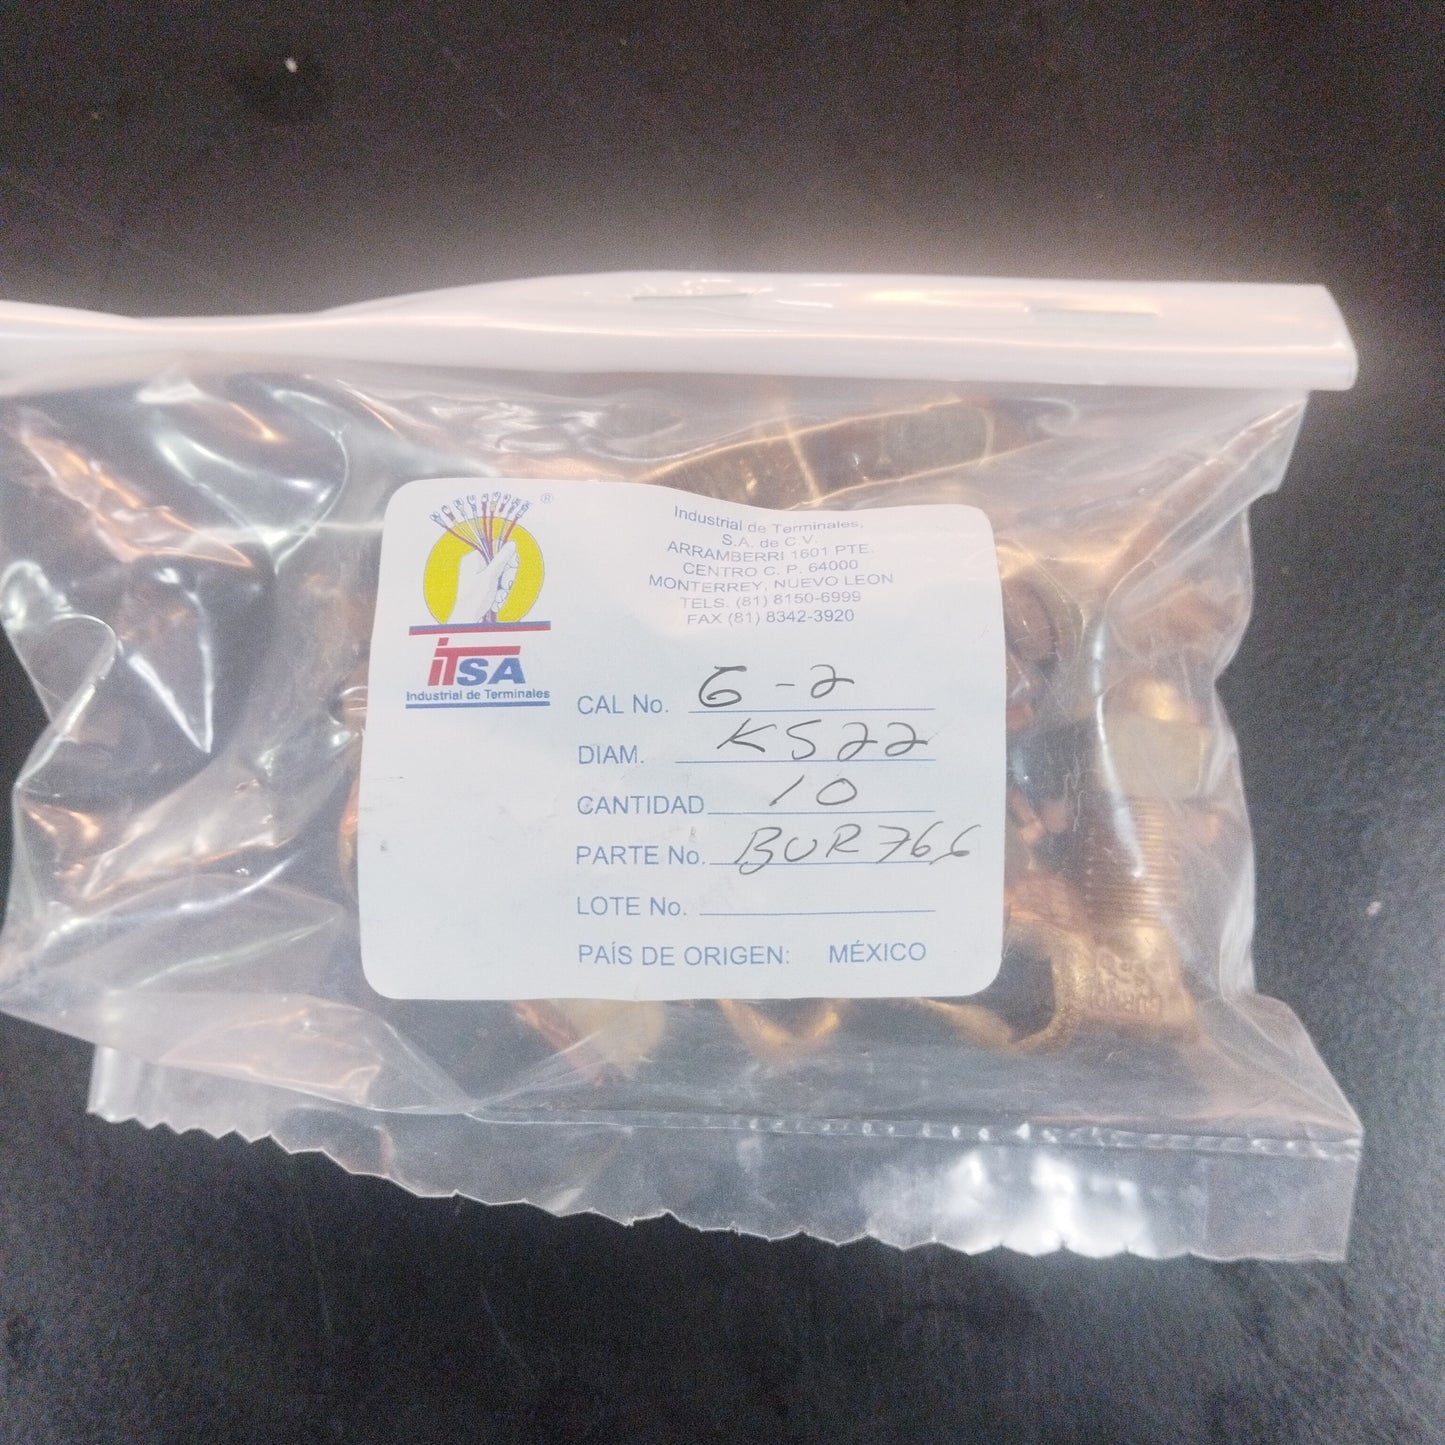 ®
iTSA
Industrial de Terminales
Industrial de Terminales,
S.A. de C.V.
ARRAMBERRI 1601 PTE.
CENTRO C. P. 64000
MONTERREY, NUEVO LEON
TELS. (81) 8150-6999
FAX (81) 8342-3920
CAL No. 6-2
DIAM. KS22
CANTIDAD 10
PARTE No. BUR766
LOTE No.
PAÍS DE ORIGEN: MÉXICO